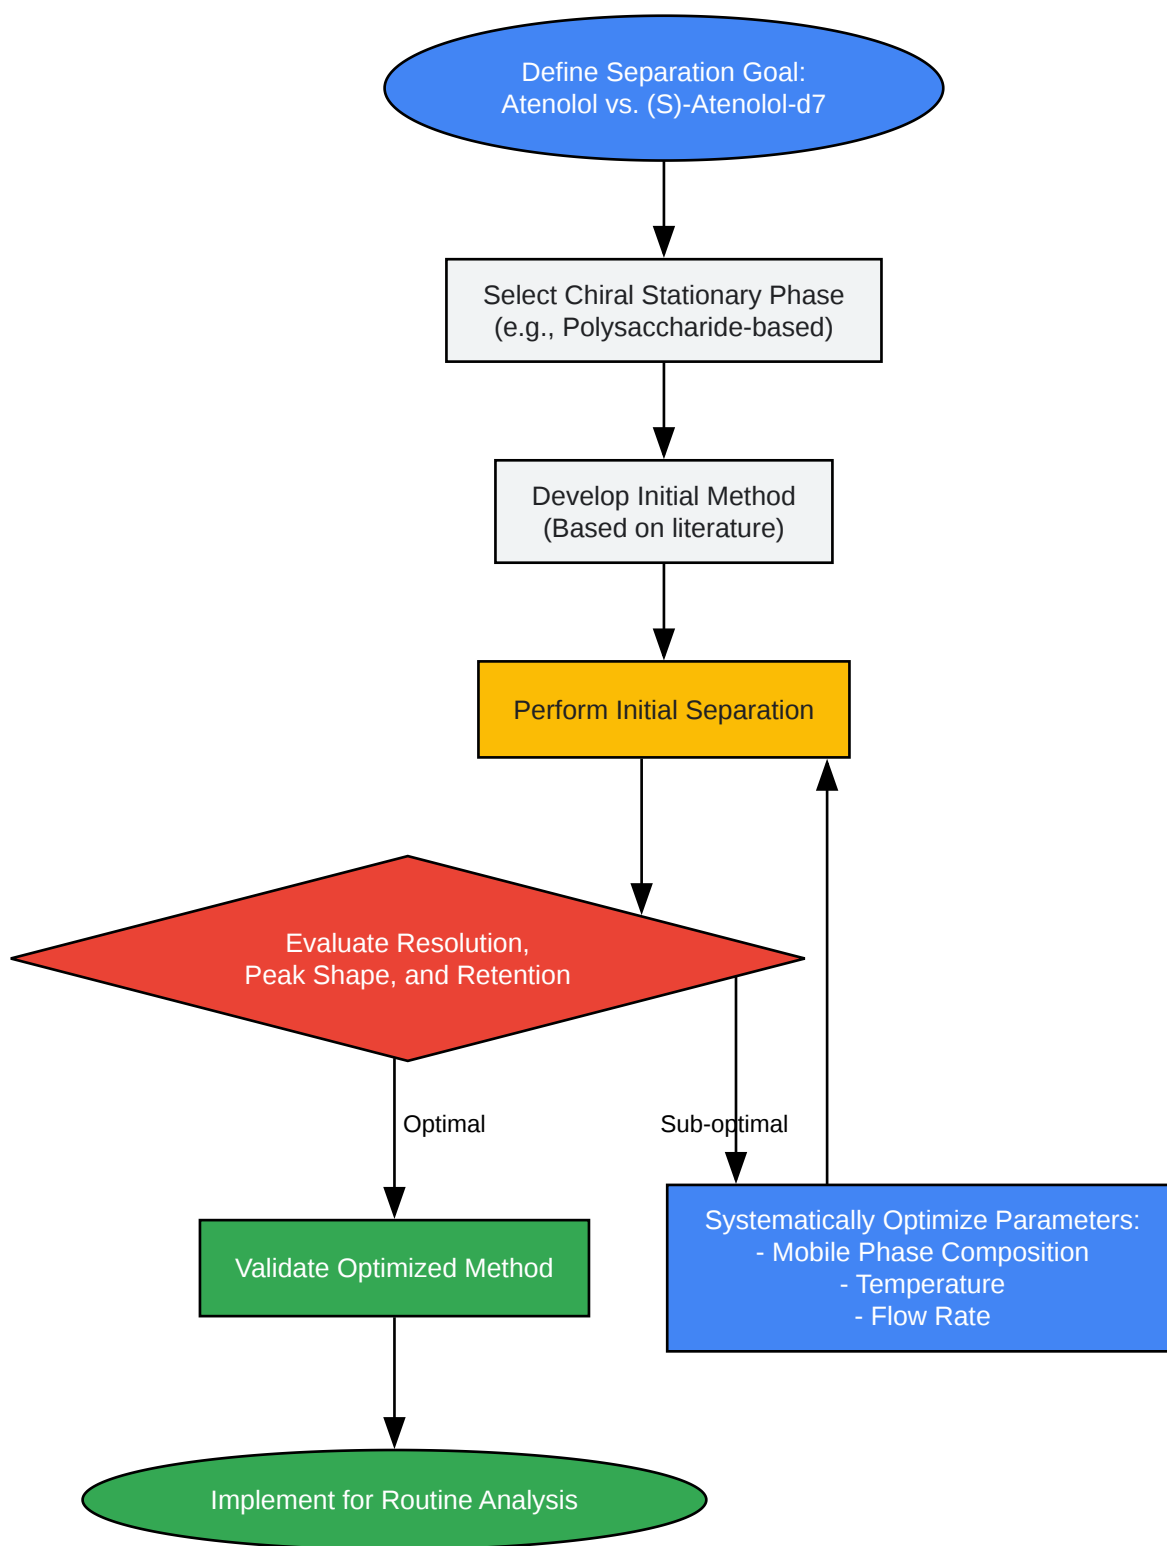 Define Separation Goal:
Atenolol vs. (S)-Atenolol-d7
Select Chiral Stationary Phase
(e.g., Polysaccharide-based)
Develop Initial Method
(Based on literature)
Perform Initial Separation
Evaluate Resolution,
Peak Shape, and Retention
Optimal
Sub-optimal
Systematically Optimize Parameters:
- Mobile Phase Composition
- Temperature
- Flow Rate
Validate Optimized Method
Implement for Routine Analysis